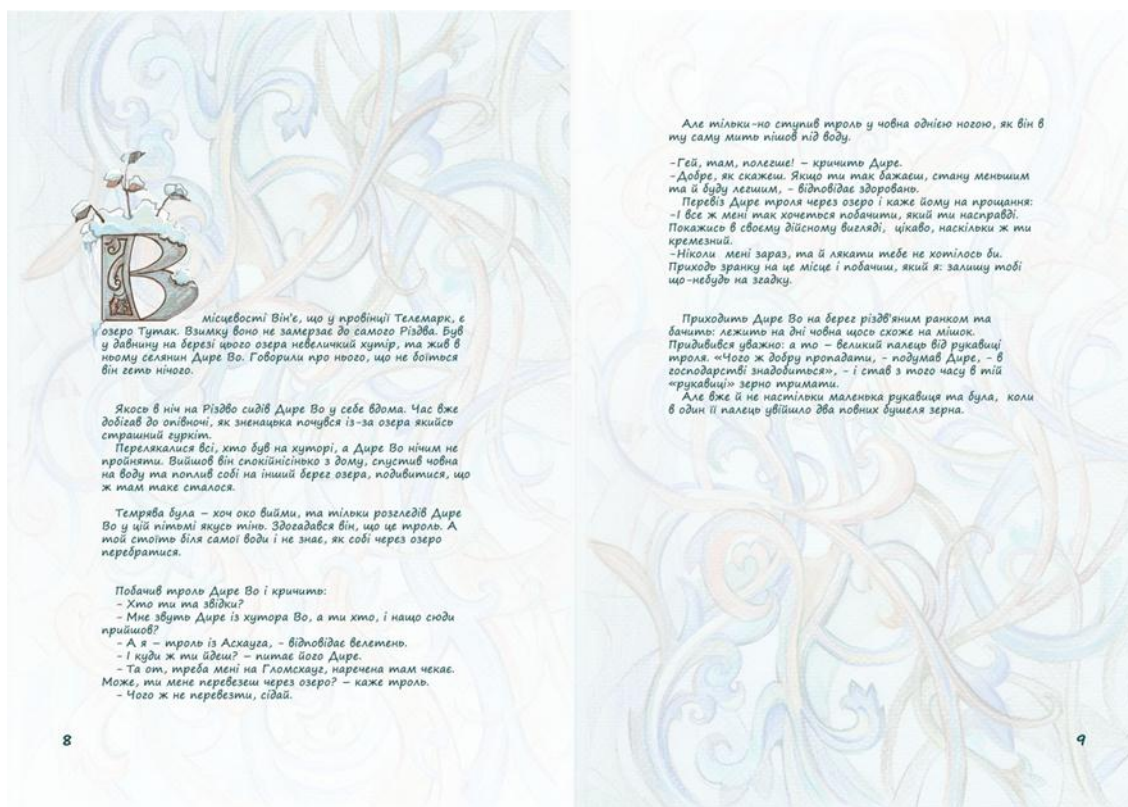 В місцевості Він'є, що у провінції Телемарк, є
озеро Тутак. Взимку воно не замерзає до самого Різдва. Був
у давнину на березі цього озера невеличкий хутір, та жив в
ньому селянин Дире Во. Говорили про нього, що не боїться
він геть нічого.
Якось в ніч на Різдво сидів Дире Во у себе вдома. Час вже
добігав до опівночі, як зненацька почувся із-за озера якийсь
страшний гуркіт.
Перелякалися всі, хто був на хуторі, а Дире Во нічим не
пройняти. Вийшов він спокійнісінько з дому, спустив човна
на воду та поплив собі на інший берег озера, подивитися, що
ж там таке сталося.
Темрява була – хоч око вийми, та тільки розгледів Дире
Во у цій пітьмі якусь тінь. Здогадався він, що це троль. А
той стоїть біля самої води і не знає, як собі через озеро
перебратися.
Побачив троль Дире Во і кричить:
- Хто ти та звідки?
- Мне звуть Дире із хутора Во, а ти хто, і нащо сюди
прийшов?
- А я – троль із Асхауга, - відповідає велетень.
- І куди ж ти йдеш? – питає його Дире.
- Та от, треба мені на Гломсхауг, наречена там чекає.
Може, ти мене перевезеш через озеро? – каже троль.
- Чого ж не перевезти, сідай.
8
Але тільки-но ступив троль у човна однією ногою, як він в
ту саму мить пішов під воду.
-Гей, там, полегше! – кричить Дире.
-Добре, як скажеш. Якщо ти так бажаєш, стану меньшим
та й буду легшим, - відповідає здоровань.
Перевіз Дире троля через озеро і каже йому на прощання:
-І все ж мені так хочеться побачити, який ти насправді.
Покажись в своєму дійсному вигляді, цікаво, наскільки ж ти
кремезний.
-Ніколи мені зараз, та й лякати тебе не хотілось би.
Приходь зранку на це місце і побачиш, який я: залишу тобі
що-небудь на згадку.
Приходить Дире Во на берег різдв'яним ранком та
бачить: лежить на дні човна щось схоже на мішок.
Придивився уважно: а то – великий палець від рукавиці
троля. «Чого ж добру пропадати, - подумав Дире, - в
господарстві знадобиться», - і став з того часу в тій
«рукавиці» зерно тримати.
Але вже й не настільки маленька рукавиця та була, коли
в один її палець увійшло два повних бушеля зерна.
9